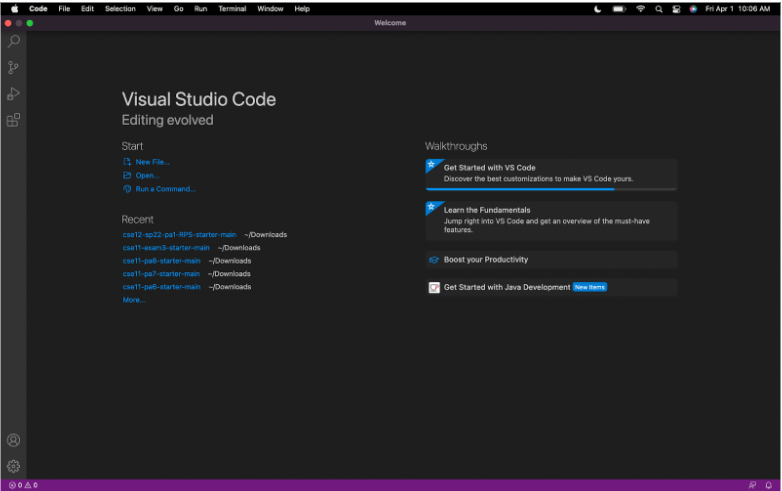 Code File Edit Selection View Go Run Terminal Window Help Fri Apr 1 10:06 AM
Welcome
Visual Studio Code
Editing evolved
Start
New File...
Open...
Run a Command...
Recent
cse12-sp22-pa1-RPS-starter-main ~/Downloads
cse11-exam3-starter-main ~/Downloads
cse11-pa8-starter-main ~/Downloads
cse11-pa7-starter-main ~/Downloads
cse11-pa6-starter-main ~/Downloads
More...
Walkthroughs
Get Started with VS Code
Discover the best customizations to make VS Code yours.
Learn the Fundamentals
Jump right into VS Code and get an overview of the must-have
features.
Boost your Productivity
Get Started with Java Development New Items
0 0